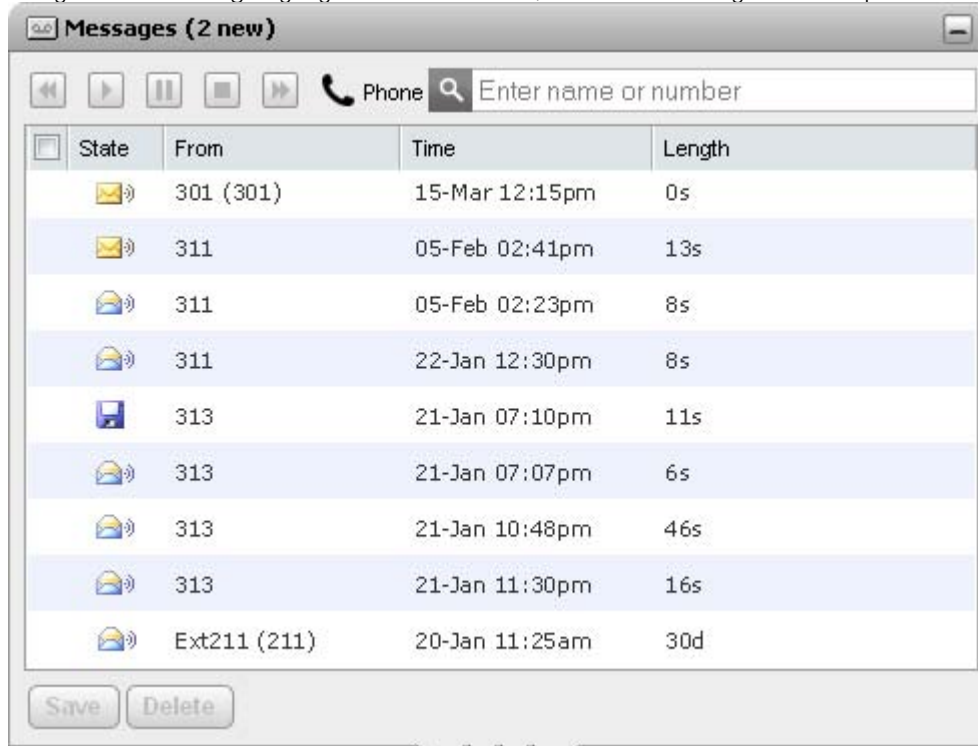 Messages (2 new)
Phone Enter name or number
State From Time Length
301 (301) 15-Mar 12:15pm 0s
311 05-Feb 02:41pm 13s
311 05-Feb 02:23pm 8s
311 22-Jan 12:30pm 8s
313 21-Jan 07:10pm 11s
313 21-Jan 07:07pm 6s
313 21-Jan 10:48pm 46s
313 21-Jan 11:30pm 16s
Ext211 (211) 20-Jan 11:25am 30d
Save Delete